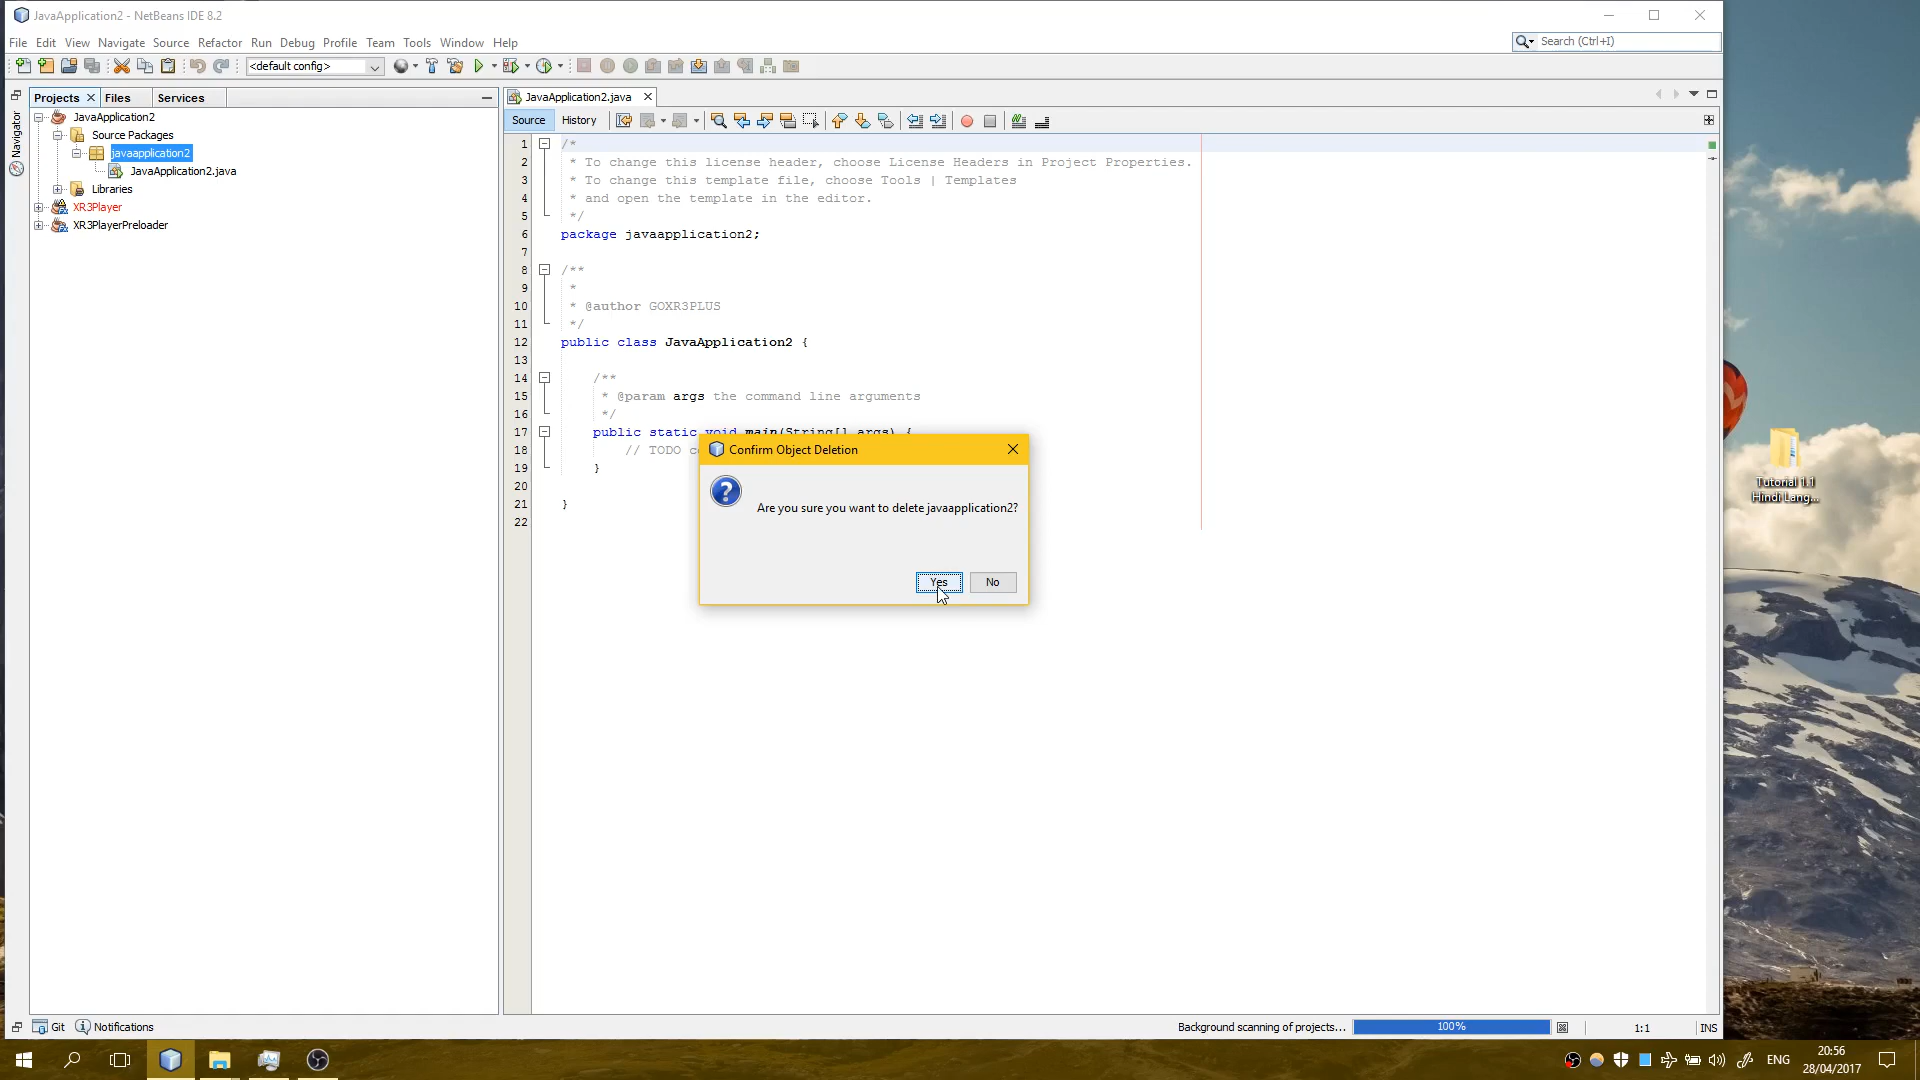 JavaApplication2 - NetBeans IDE 8.2
File Edit View Navigate Source Refactor Run Debug Profile Team Tools Window Help
Search (Ctrl+I)
<default config>
Projects Files Services
JavaApplication2.java
Navigator
JavaApplication2
Source Packages
javaapplication2
JavaApplication2.java
Libraries
XR3Player
XR3PlayerPreloader
Source History
1 /*
2 * To change this license header, choose License Headers in Project Properties.
3 * To change this template file, choose Tools | Templates
4 * and open the template in the editor.
5 */
6 package javaapplication2;
7
8 /**
9 *
10 * @author GOXR3PLUS
11 */
12 public class JavaApplication2 {
13
14 /**
15 * @param args the command line arguments
16 */
17 public static void main(String[] args) {
18 // TODO
19 }
20
21 }
22
Confirm Object Deletion
Are you sure you want to delete javaapplication2?
Yes No
Tutorial 1.1
Hindi Lang...
Git Notifications
Background scanning of projects... 100% 1:1 INS
ENG
20:56
28/04/2017